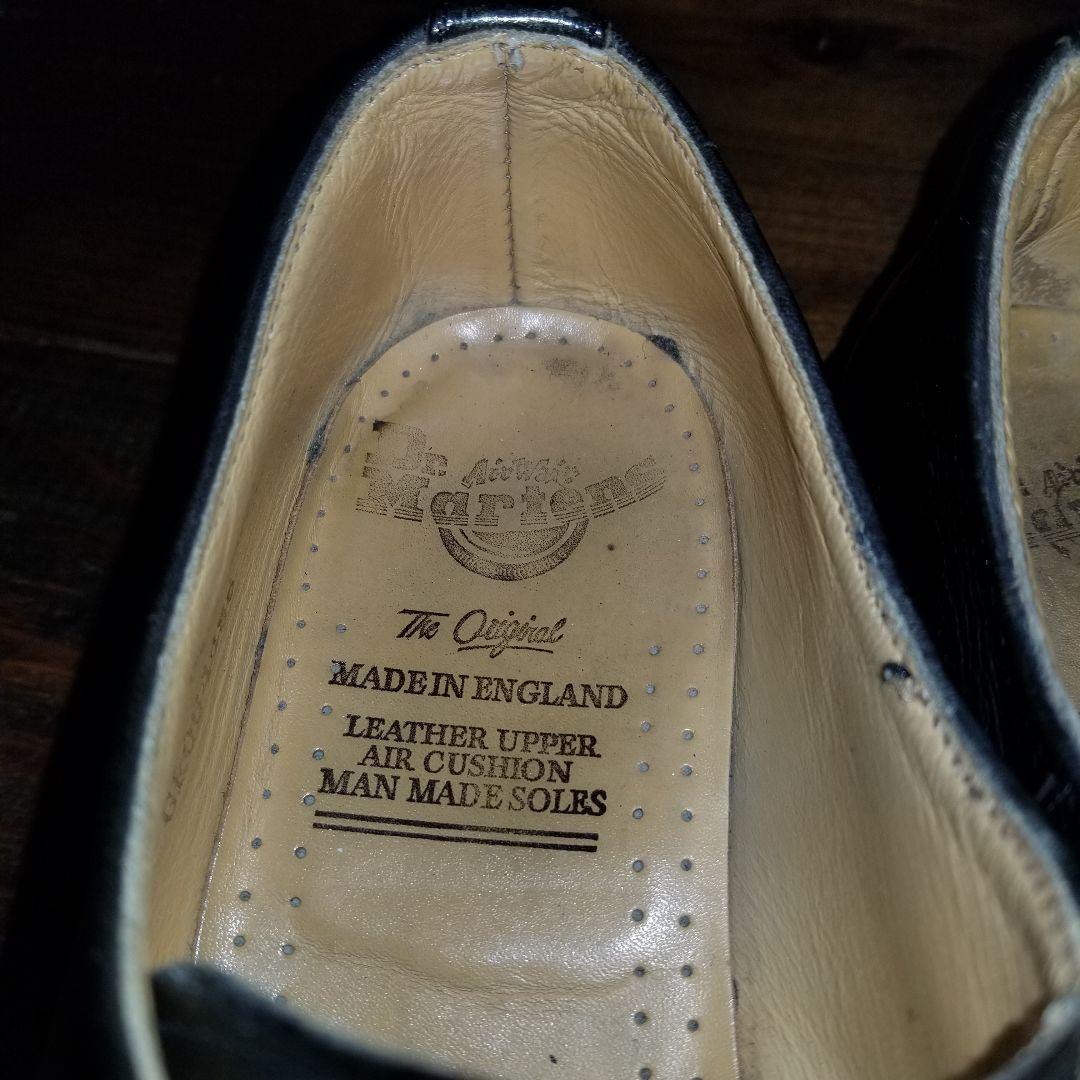 Dr. AirWair
Martens
The Original
MADE IN ENGLAND
LEATHER UPPER
AIR CUSHION
MAN MADE SOLES